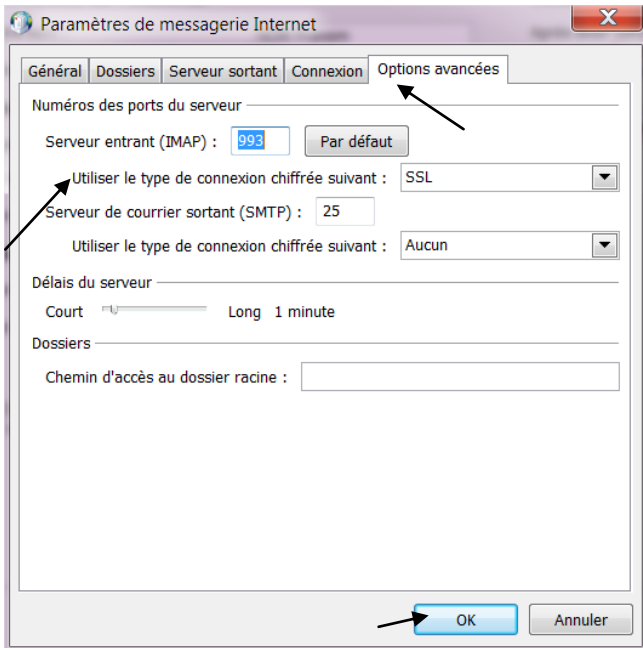 Paramètres de messagerie Internet
Général Dossiers Serveur sortant Connexion Options avancées
Numéros des ports du serveur
Serveur entrant (IMAP) : 993 Par défaut
Utiliser le type de connexion chiffrée suivant : SSL
Serveur de courrier sortant (SMTP) : 25
Utiliser le type de connexion chiffrée suivant : Aucun
Délais du serveur
Court Long 1 minute
Dossiers
Chemin d'accès au dossier racine :
OK Annuler